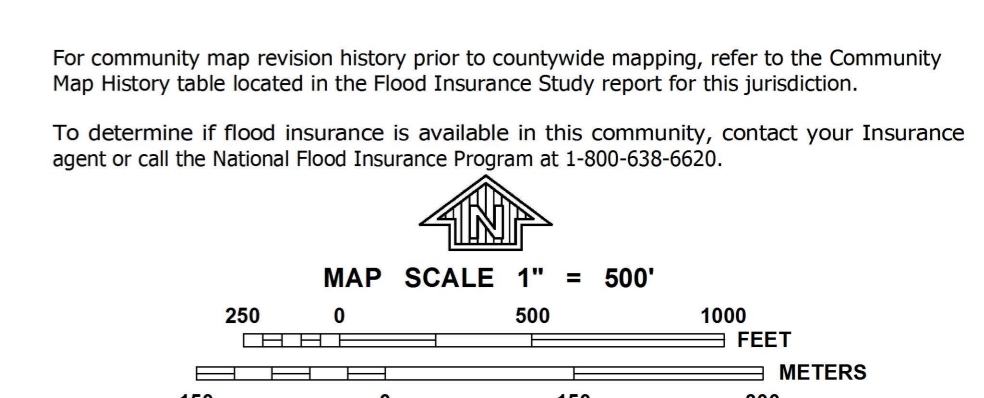 For community map revision history prior to countywide mapping, refer to the Community
Map History table located in the Flood Insurance Study report for this jurisdiction.
To determine if flood insurance is available in this community, contact your Insurance
agent or call the National Flood Insurance Program at 1-800-638-6620.
N
MAP SCALE 1" = 500'
250 0 500 1000
FEET
METERS